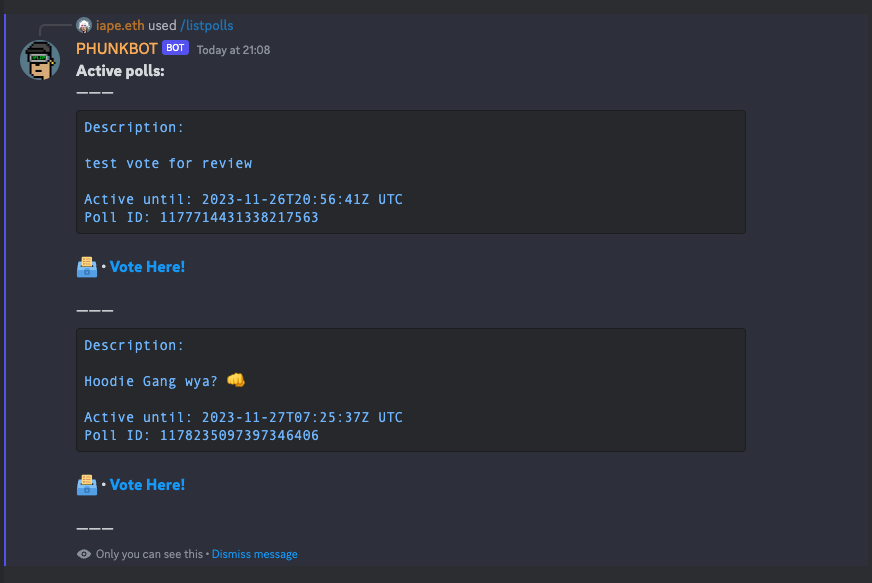 iape.eth used /listpolls
PHUNKBOT BOT Today at 21:08
Active polls:
———
Description:
test vote for review
Active until: 2023-11-26T20:56:41Z UTC
Poll ID: 1177714431338217563
• Vote Here!
———
Description:
Hoodie Gang wya? 👊
Active until: 2023-11-27T07:25:37Z UTC
Poll ID: 1178235097397346406
• Vote Here!
———
Only you can see this • Dismiss message